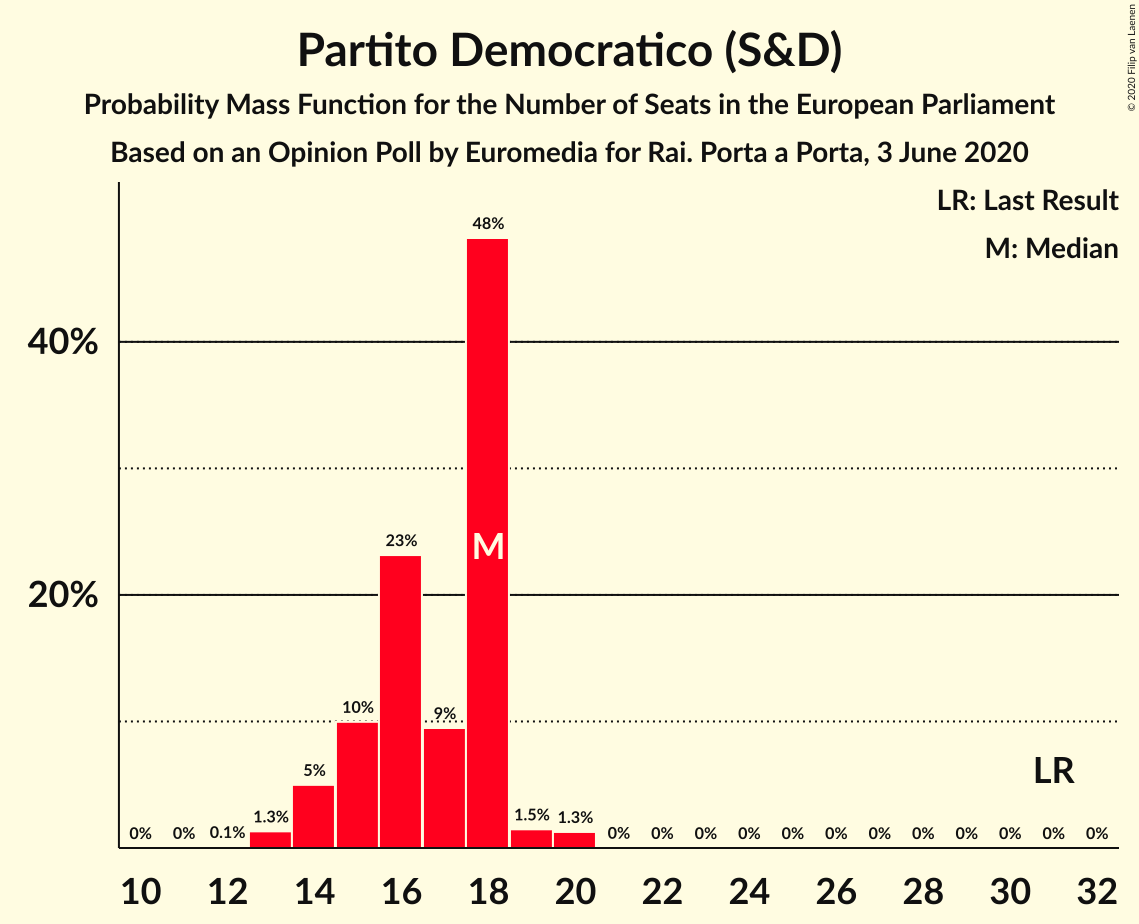 Partito Democratico (S&D)
Probability Mass Function for the Number of Seats in the European Parliament
Based on an Opinion Poll by Euromedia for Rai. Porta a Porta, 3 June 2020
© 2020 Filip van Laenen
LR: Last Result
M: Median
40%
20%
0% 0% 0.1% 1.3% 5% 10% 23% 9% 48% 1.5% 1.3% 0% 0% 0% 0% 0% 0% 0% 0% 0% 0% 0% 0%
M
LR
10 12 14 16 18 20 22 24 26 28 30 32